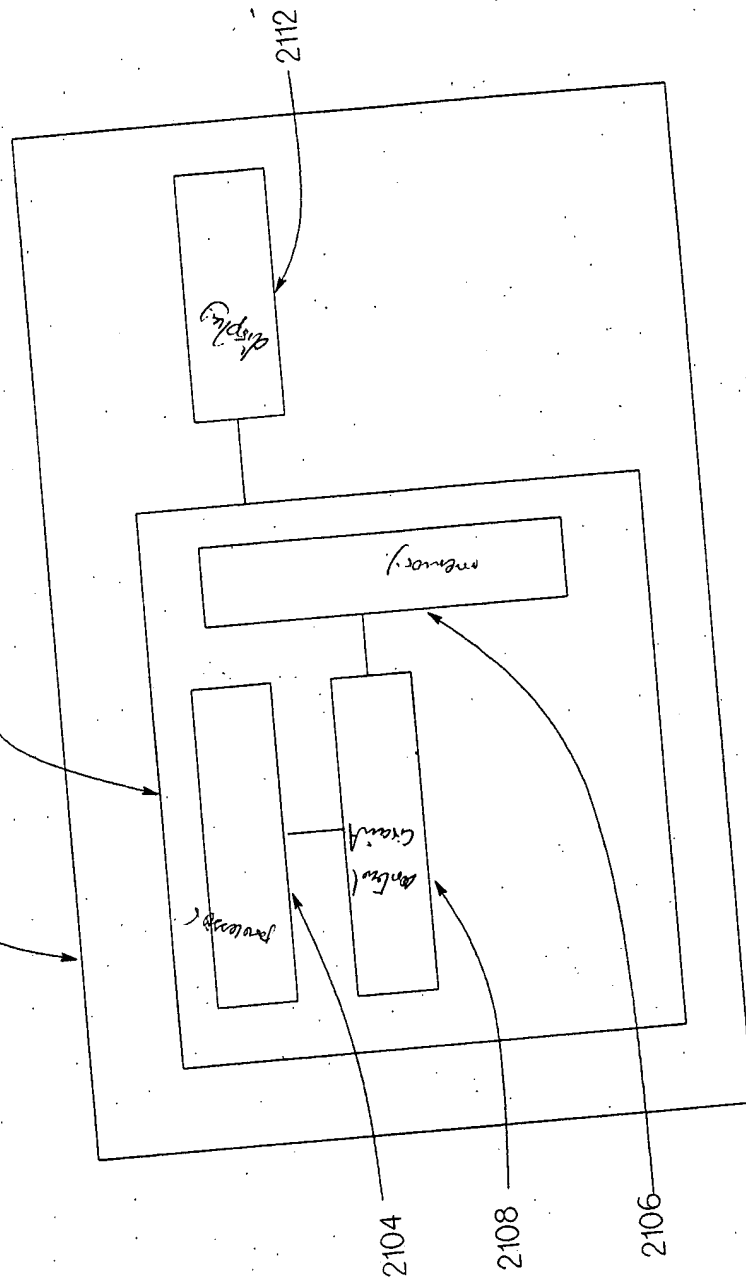 2112
display
memory
processor
control
Circuit
2104
2108
2106